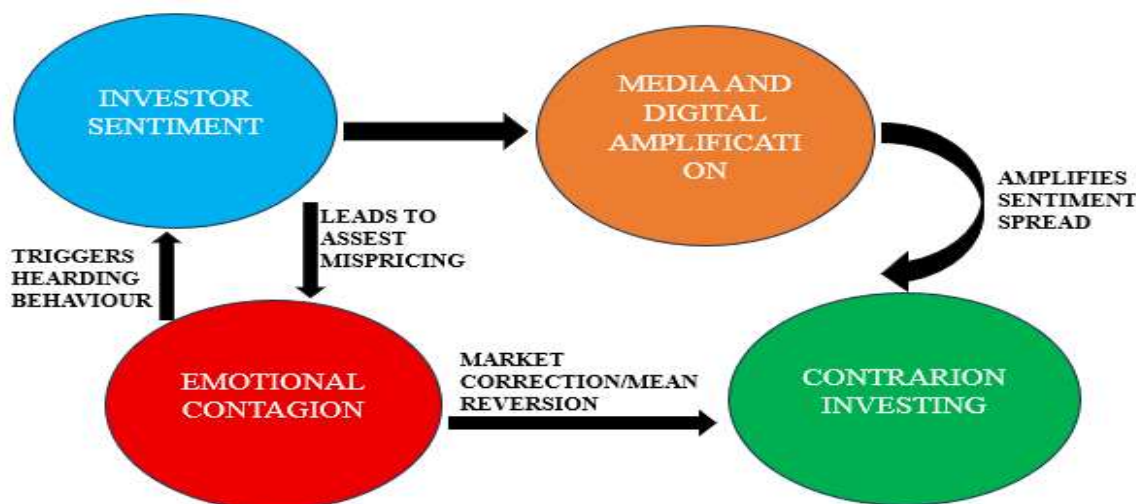 INVESTOR
SENTIMENT
MEDIA AND
DIGITAL
AMPLIFICATI
ON
AMPLIFIES
SENTIMENT
SPREAD
LEADS TO
ASSEST
MISPRICING
TRIGGERS
HEARDING
BEHAVIOUR
EMOTIONAL
CONTAGION
MARKET
CORRECTION/MEAN
REVERSION
CONTRARION
INVESTING